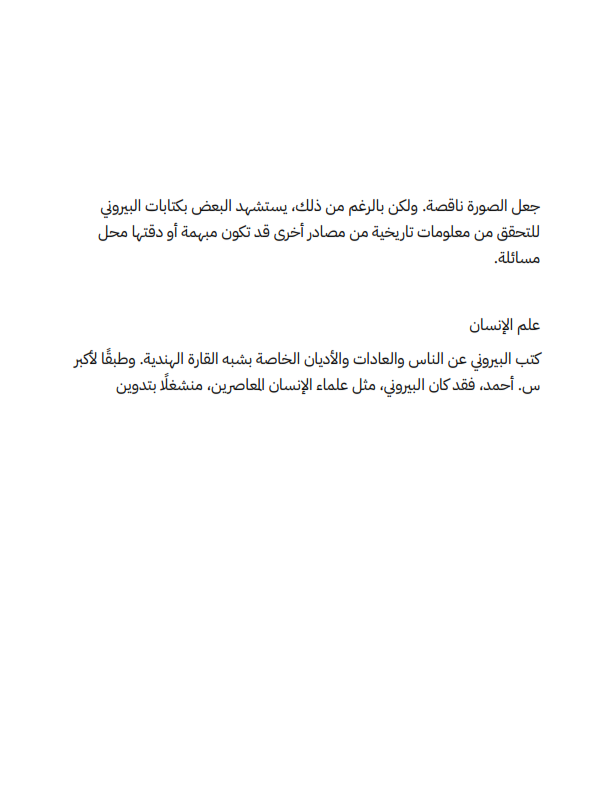 جعل الصورة ناقصة. ولكن بالرغم من ذلك، يستشهد البعض بكتابات البيروني
للتحقق من معلومات تاريخية من مصادر أخرى قد تكون مبهمة أو دقتها محل
مسائلة.
علم الإنسان
كتب البيروني عن الناس والعادات والأديان الخاصة بشبه القارة الهندية. وطبقًا لأكبر
س. أحمد، فقد كان البيروني، مثل علماء الإنسان المعاصرين، منشغلًا بتدوين